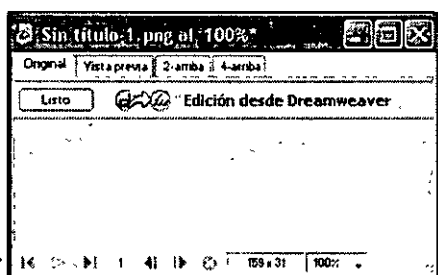 Sin título-1.png al 100%*
Original Vista previa 2-arriba 4-arriba
Listo Edición desde Dreamweaver
1 159 x 31 100%